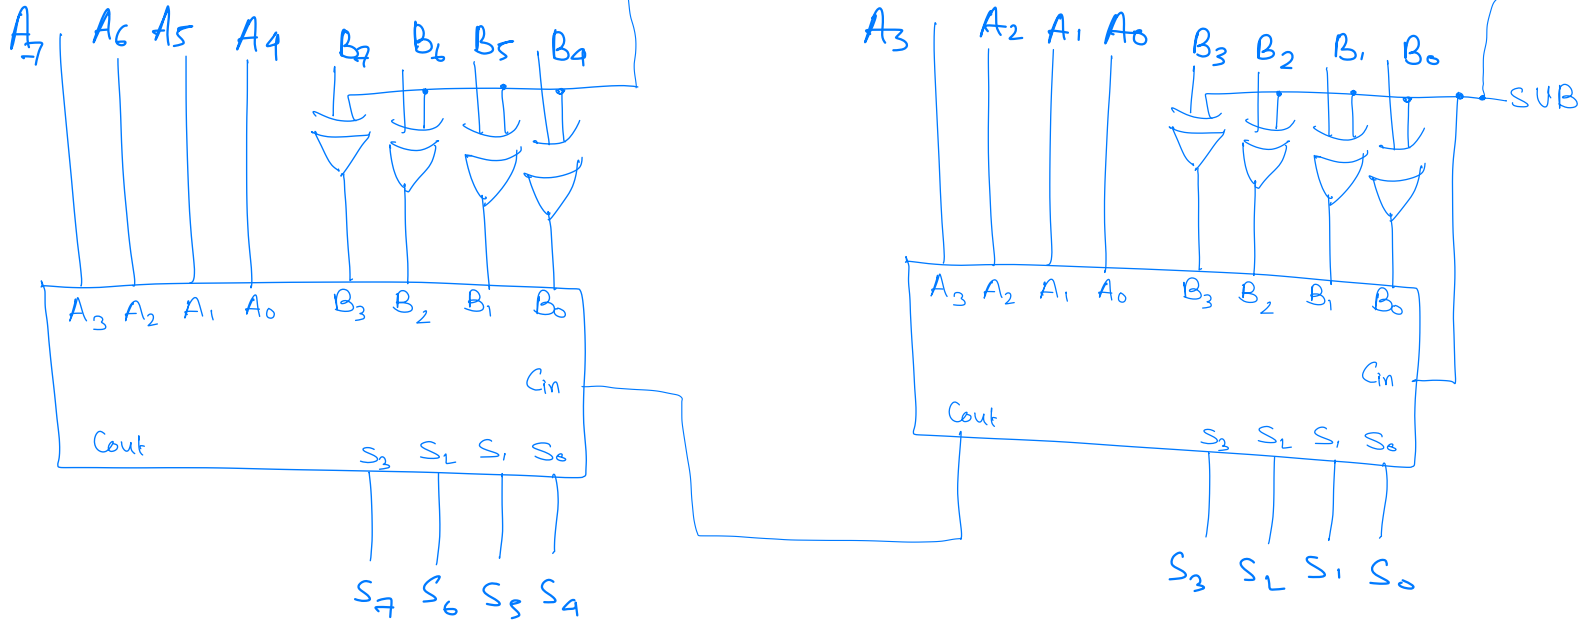 A7 A6 A5 A4 B7 B6 B5 B4 A3 A2 A1 A0 B3 B2 B1 B0
SUB
A3 A2 A1 A0 B3 B2 B1 B0 A3 A2 A1 A0 B3 B2 B1 B0
Cin Cin
Cout S3 S2 S1 S0 Cout S3 S2 S1 S0
S7 S6 S5 S4 S3 S2 S1 S0